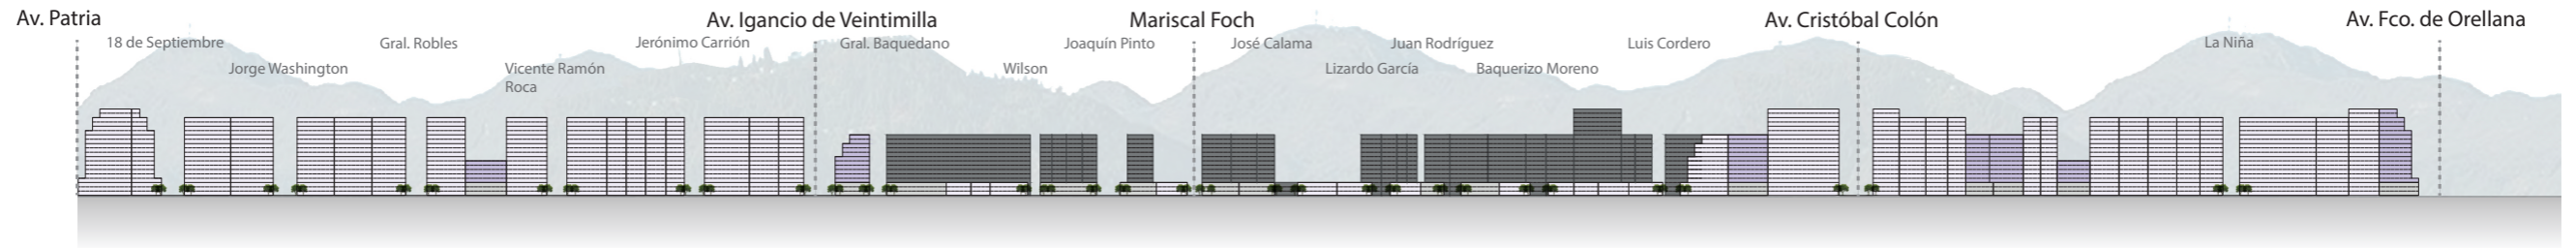 Av. Patria
Av. Igancio de Veintimilla
Mariscal Foch
Av. Cristóbal Colón
Av. Fco. de Orellana
18 de Septiembre
Gral. Robles
Jerónimo Carrión
Gral. Baquedano
Joaquín Pinto
José Calama
Juan Rodríguez
Luis Cordero
La Niña
Jorge Washington
Vicente Ramón
Roca
Wilson
Lizardo García
Baquerizo Moreno